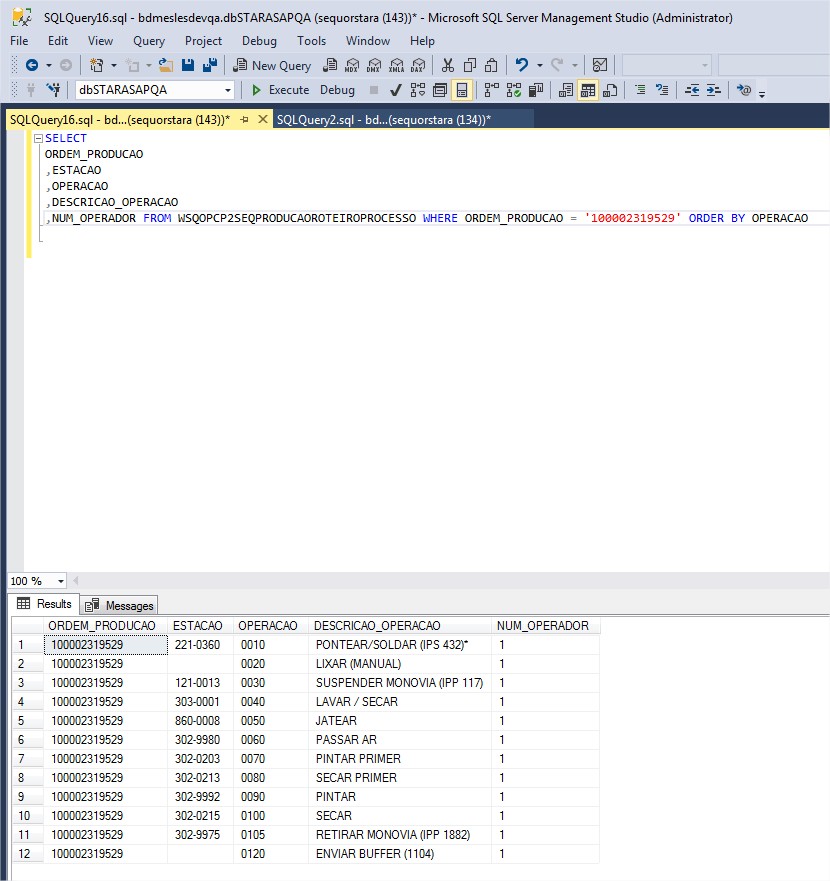 SQLQuery16.sql - bdmeslesdevqa.dbSTARASAPQA (sequorstara (143))* - Microsoft SQL Server Management Studio (Administrator)
File Edit View Query Project Debug Tools Window Help
New Query MDX DMX XMLA DAX
dbSTARASAPQA Execute Debug
SQLQuery16.sql - bd...(sequorstara (143))* SQLQuery2.sql - bd...(sequorstara (134))*
SELECT
ORDEM_PRODUCAO
,ESTACAO
,OPERACAO
,DESCRICAO_OPERACAO
,NUM_OPERADOR FROM WSQOPCP2SEQPRODUCAOROTEIROPROCESSO WHERE ORDEM_PRODUCAO = '100002319529' ORDER BY OPERACAO
100 %
Results Messages
ORDEM_PRODUCAO ESTACAO OPERACAO DESCRICAO_OPERACAO NUM_OPERADOR
1 100002319529 221-0360 0010 PONTEAR/SOLDAR (IPS 432)* 1
2 100002319529 0020 LIXAR (MANUAL) 1
3 100002319529 121-0013 0030 SUSPENDER MONOVIA (IPP 117) 1
4 100002319529 303-0001 0040 LAVAR / SECAR 1
5 100002319529 860-0008 0050 JATEAR 1
6 100002319529 302-9980 0060 PASSAR AR 1
7 100002319529 302-0203 0070 PINTAR PRIMER 1
8 100002319529 302-0213 0080 SECAR PRIMER 1
9 100002319529 302-9992 0090 PINTAR 1
10 100002319529 302-0215 0100 SECAR 1
11 100002319529 302-9975 0105 RETIRAR MONOVIA (IPP 1882) 1
12 100002319529 0120 ENVIAR BUFFER (1104) 1